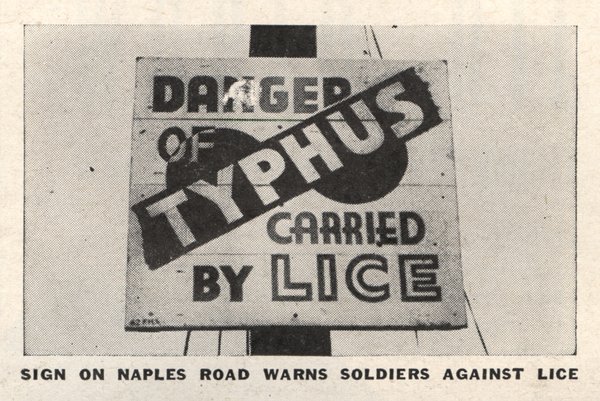 DANGER
OF
TYPHUS
CARRIED
BY LICE
SIGN ON NAPLES ROAD WARNS SOLDIERS AGAINST LICE